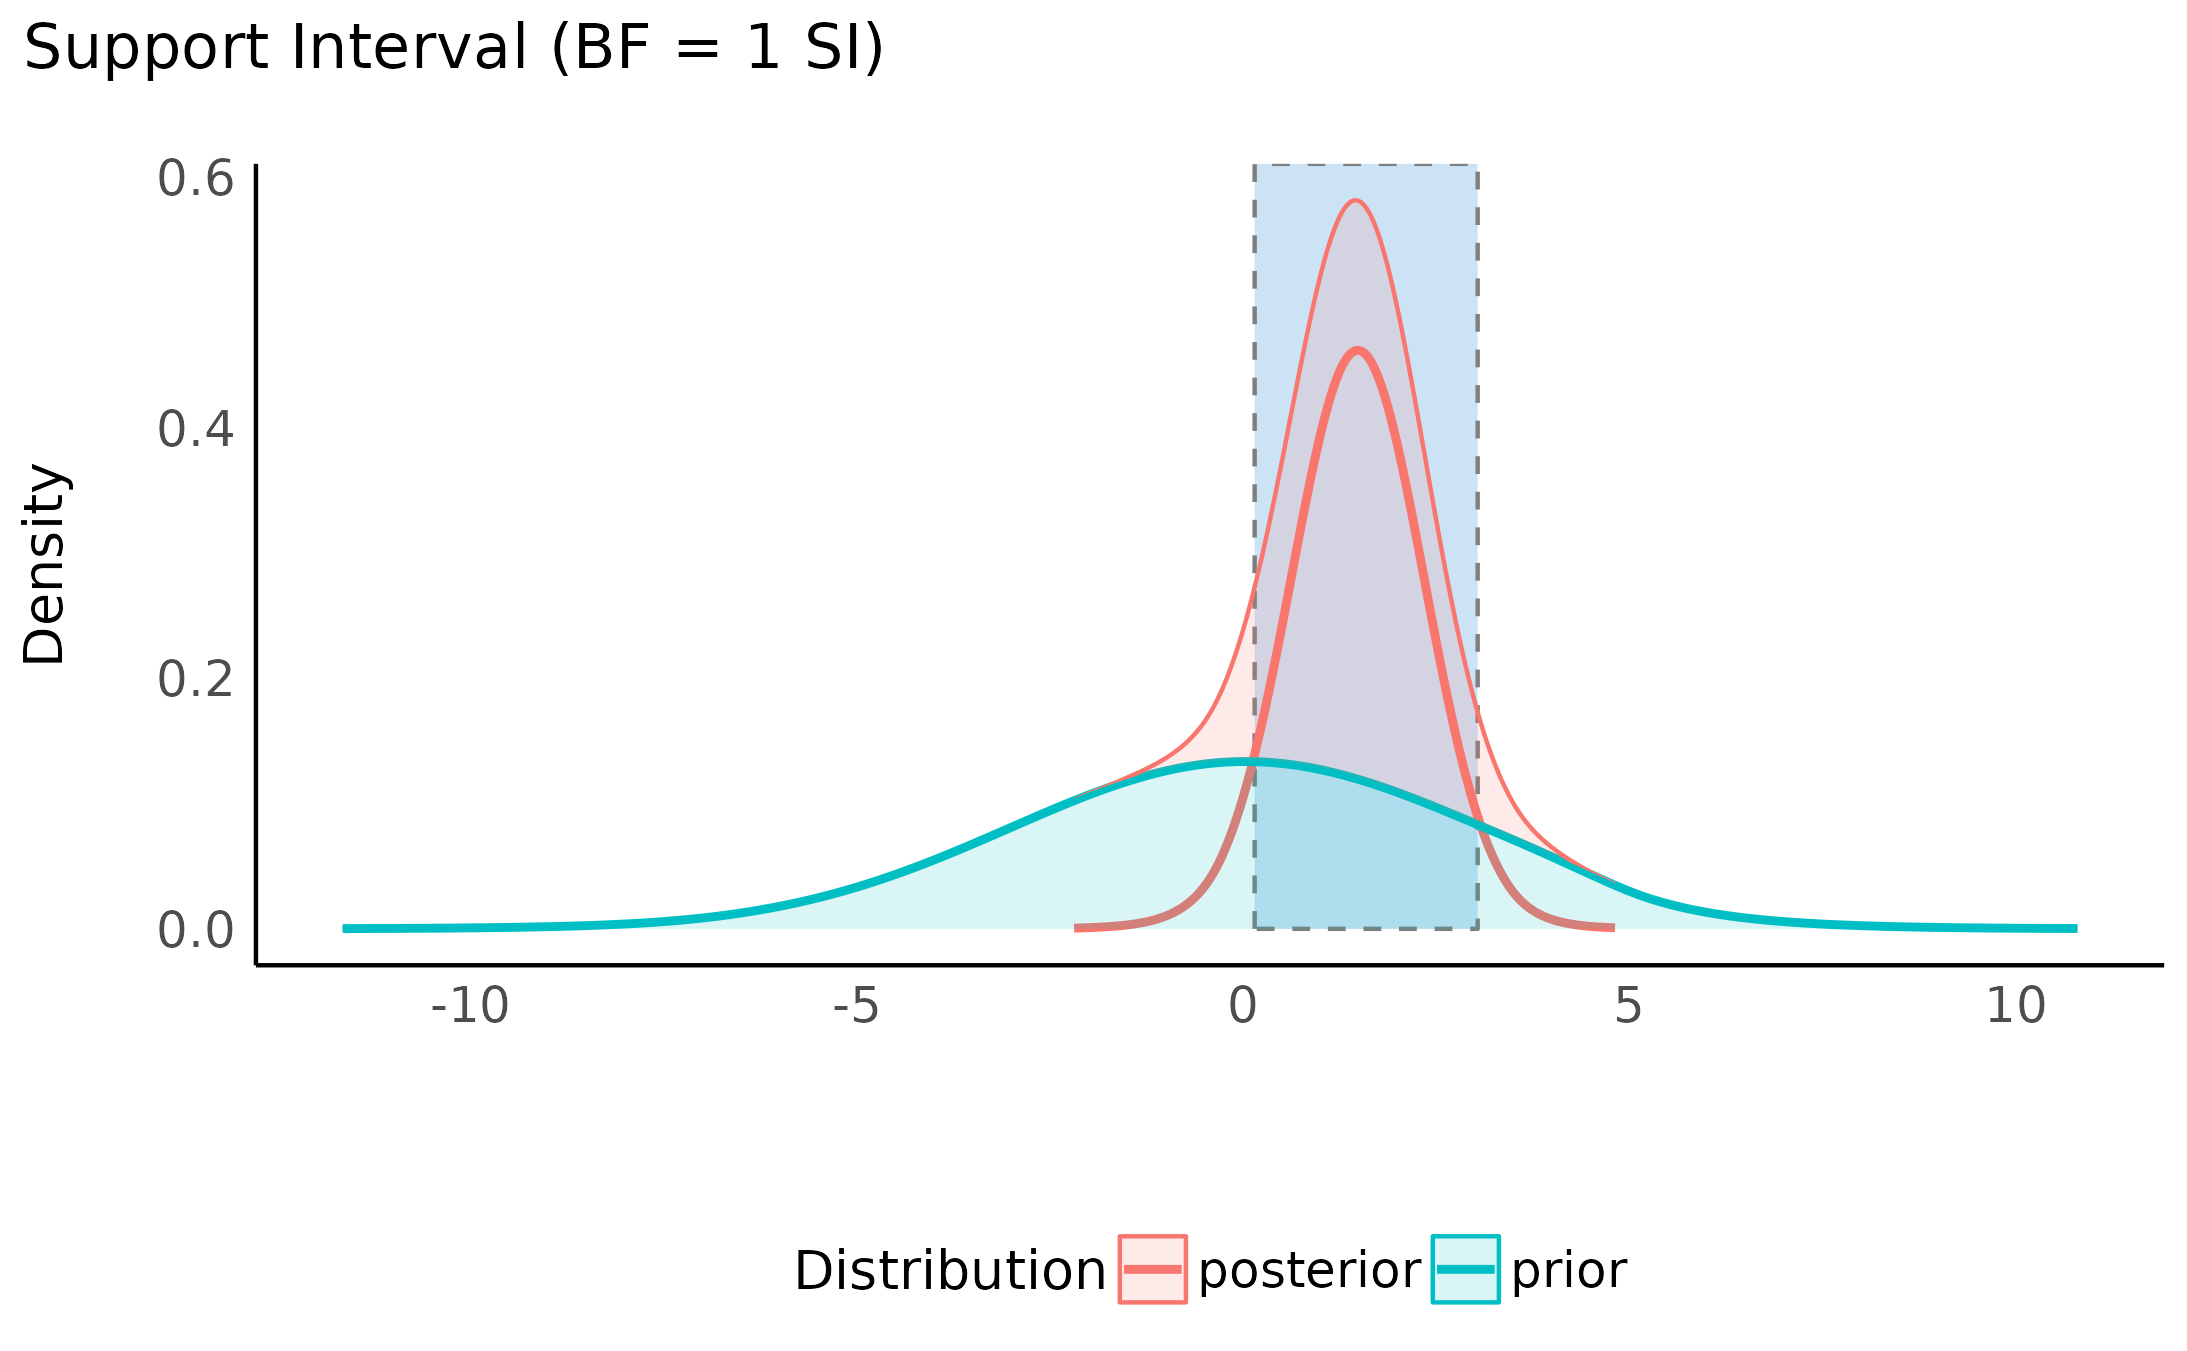 Support Interval (BF = 1 SI)
0.6
0.4
0.2
0.0
Density
-10 -5 0 5 10
Distribution posterior prior